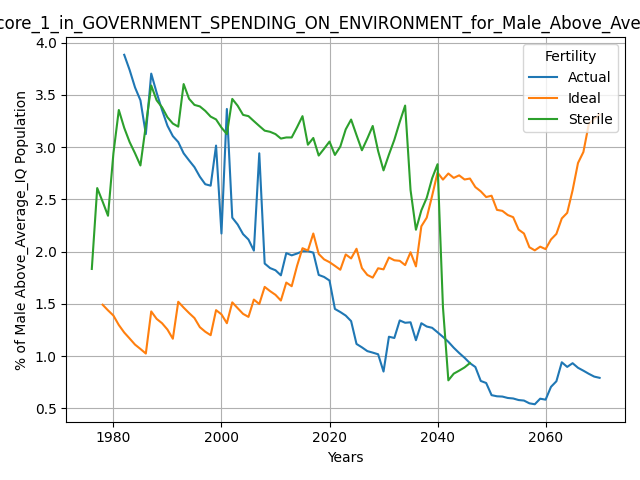 core_1_in_GOVERNMENT_SPENDING_ON_ENVIRONMENT_for_Male_Above_Ave
% of Male Above_Average_IQ Population
4.0
3.5
3.0
2.5
2.0
1.5
1.0
0.5
Fertility
Actual
Ideal
Sterile
1980
2000
2020
2040
2060
Years